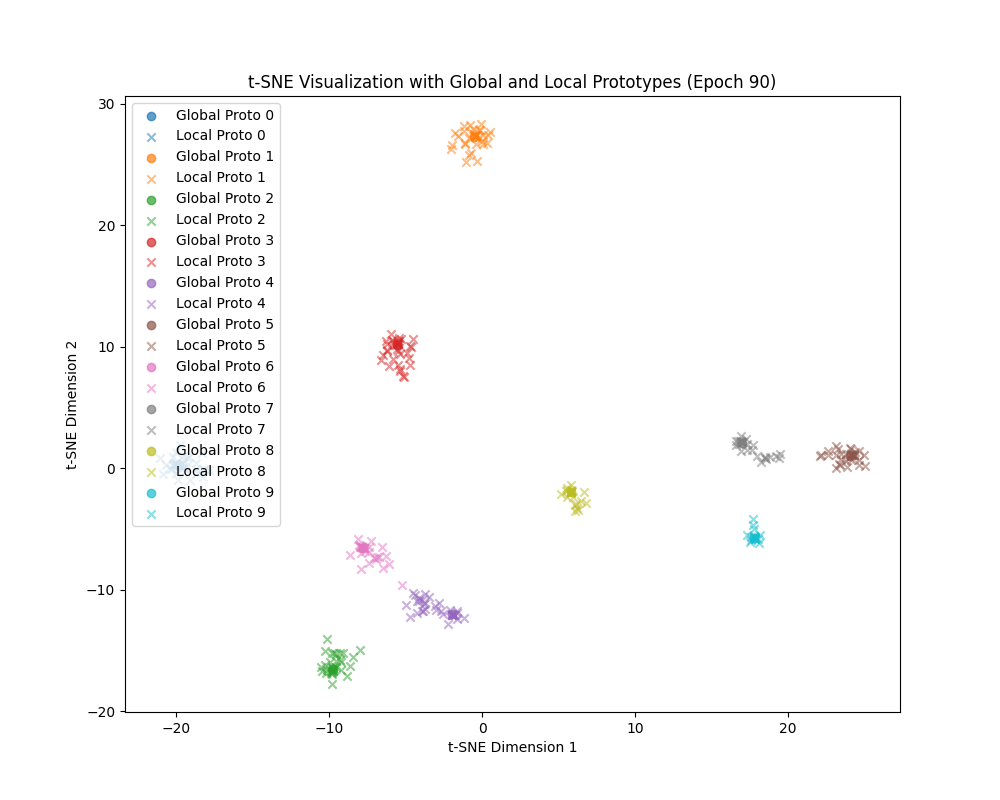 t-SNE Visualization with Global and Local Prototypes (Epoch 90)
30
20
10
0
−10
−20
t-SNE Dimension 2
Global Proto 0
Local Proto 0
Global Proto 1
Local Proto 1
Global Proto 2
Local Proto 2
Global Proto 3
Local Proto 3
Global Proto 4
Local Proto 4
Global Proto 5
Local Proto 5
Global Proto 6
Local Proto 6
Global Proto 7
Local Proto 7
Global Proto 8
Local Proto 8
Global Proto 9
Local Proto 9
−20 −10 0 10 20
t-SNE Dimension 1